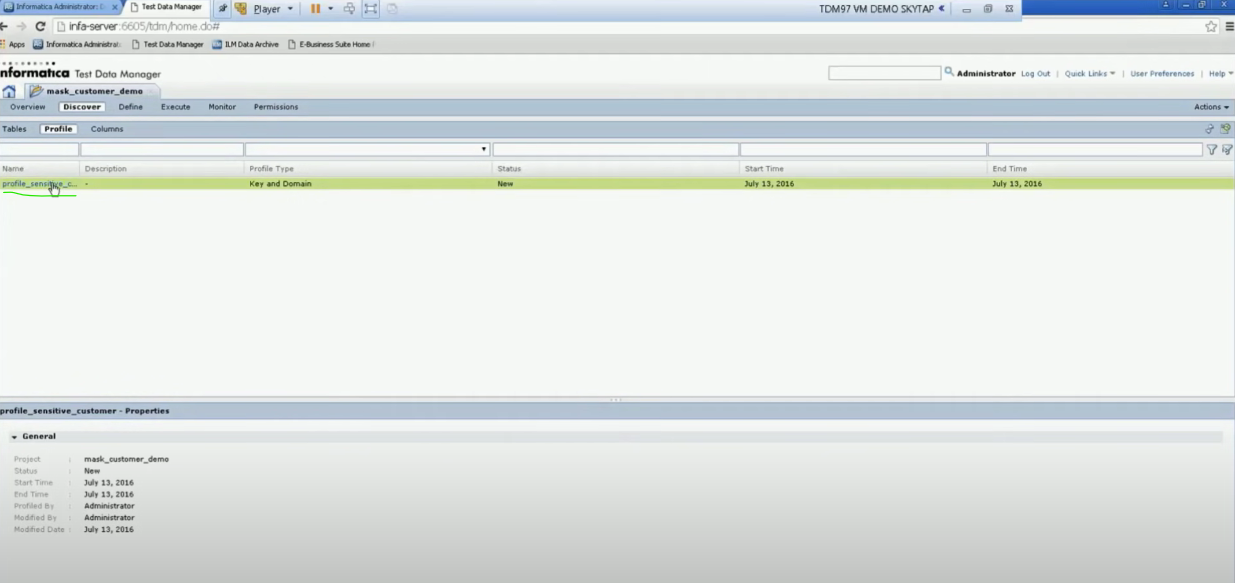 Informatica Administrator: D Test Data Manager Player TDM97 VM DEMO SKYTAP
infa-server:6605/tdm/home.do#
Apps Informatica Administrat: Test Data Manager ILM Data Archive E-Business Suite Home
nformatica Test Data Manager Administrator Log Out | Quick Links | User Preferences | Help
mask_customer_demo
Overview Discover Define Execute Monitor Permissions Actions
Tables Profile Columns
Name Description Profile Type Status Start Time End Time
profile_sensitive_c... - Key and Domain New July 13, 2016 July 13, 2016
profile_sensitive_customer - Properties
General
Project : mask_customer_demo
Status : New
Start Time : July 13, 2016
End Time : July 13, 2016
Profiled By : Administrator
Modified By : Administrator
Modified Date : July 13, 2016